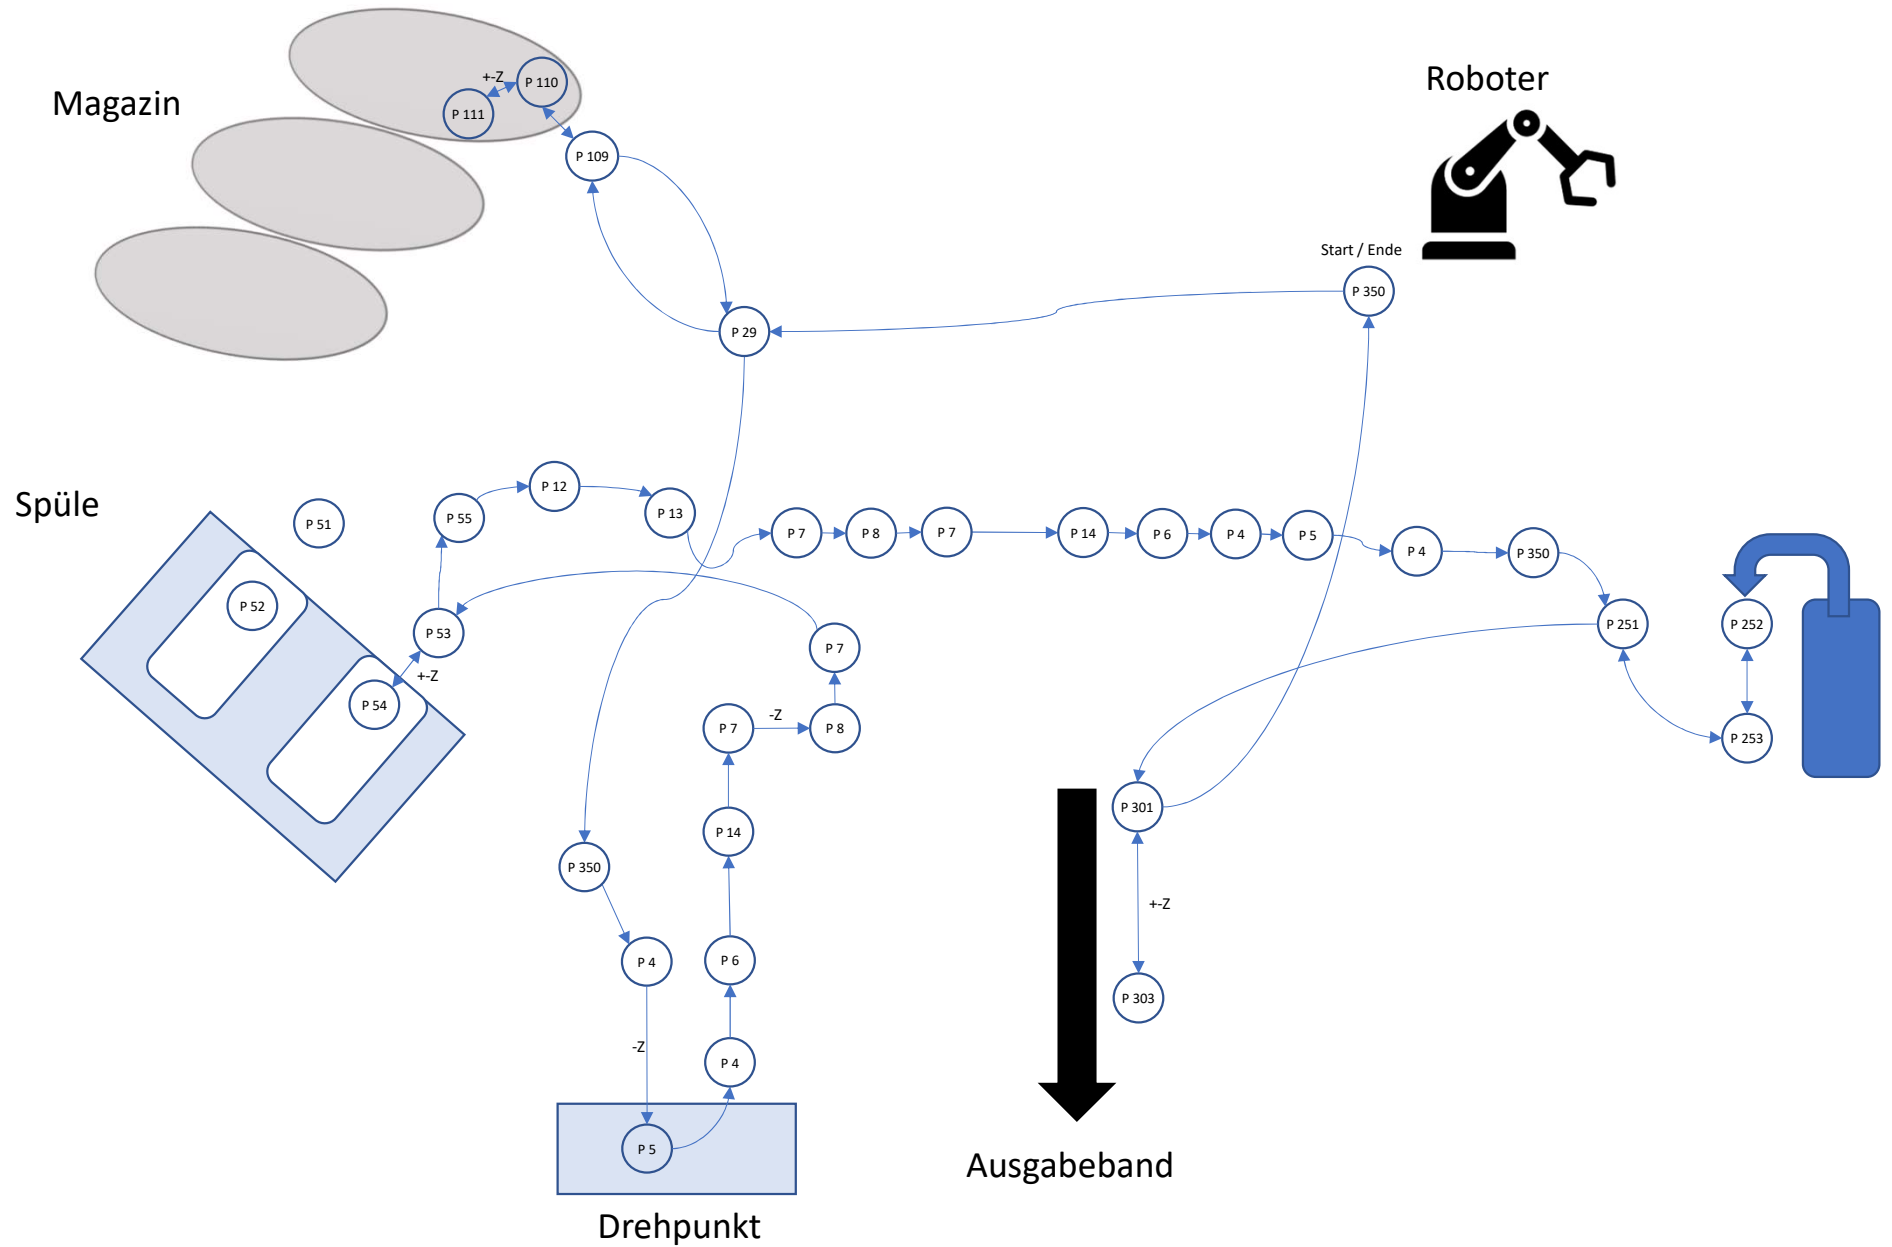 Magazin
+-Z
P 110
P 111
P 109
Roboter
Start / Ende
P 350
P 29
Spüle
P 51
P 55
P 12
P 13
P 7
P 8
P 7
P 14
P 6
P 4
P 5
P 4
P 350
P 52
P 53
+-Z
P 54
P 7
P 251
P 252
P 7
-Z
P 8
P 253
P 14
P 301
P 350
+-Z
P 4
P 6
P 303
-Z
P 4
P 5
Ausgabeband
Drehpunkt